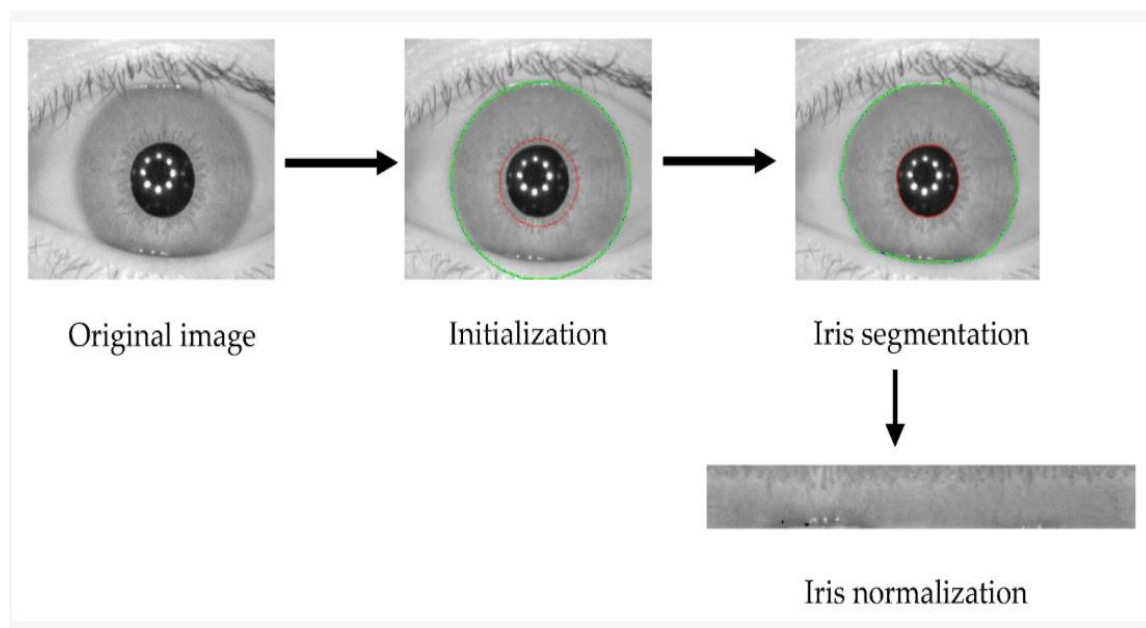 Original image
Initialization
Iris segmentation
Iris normalization